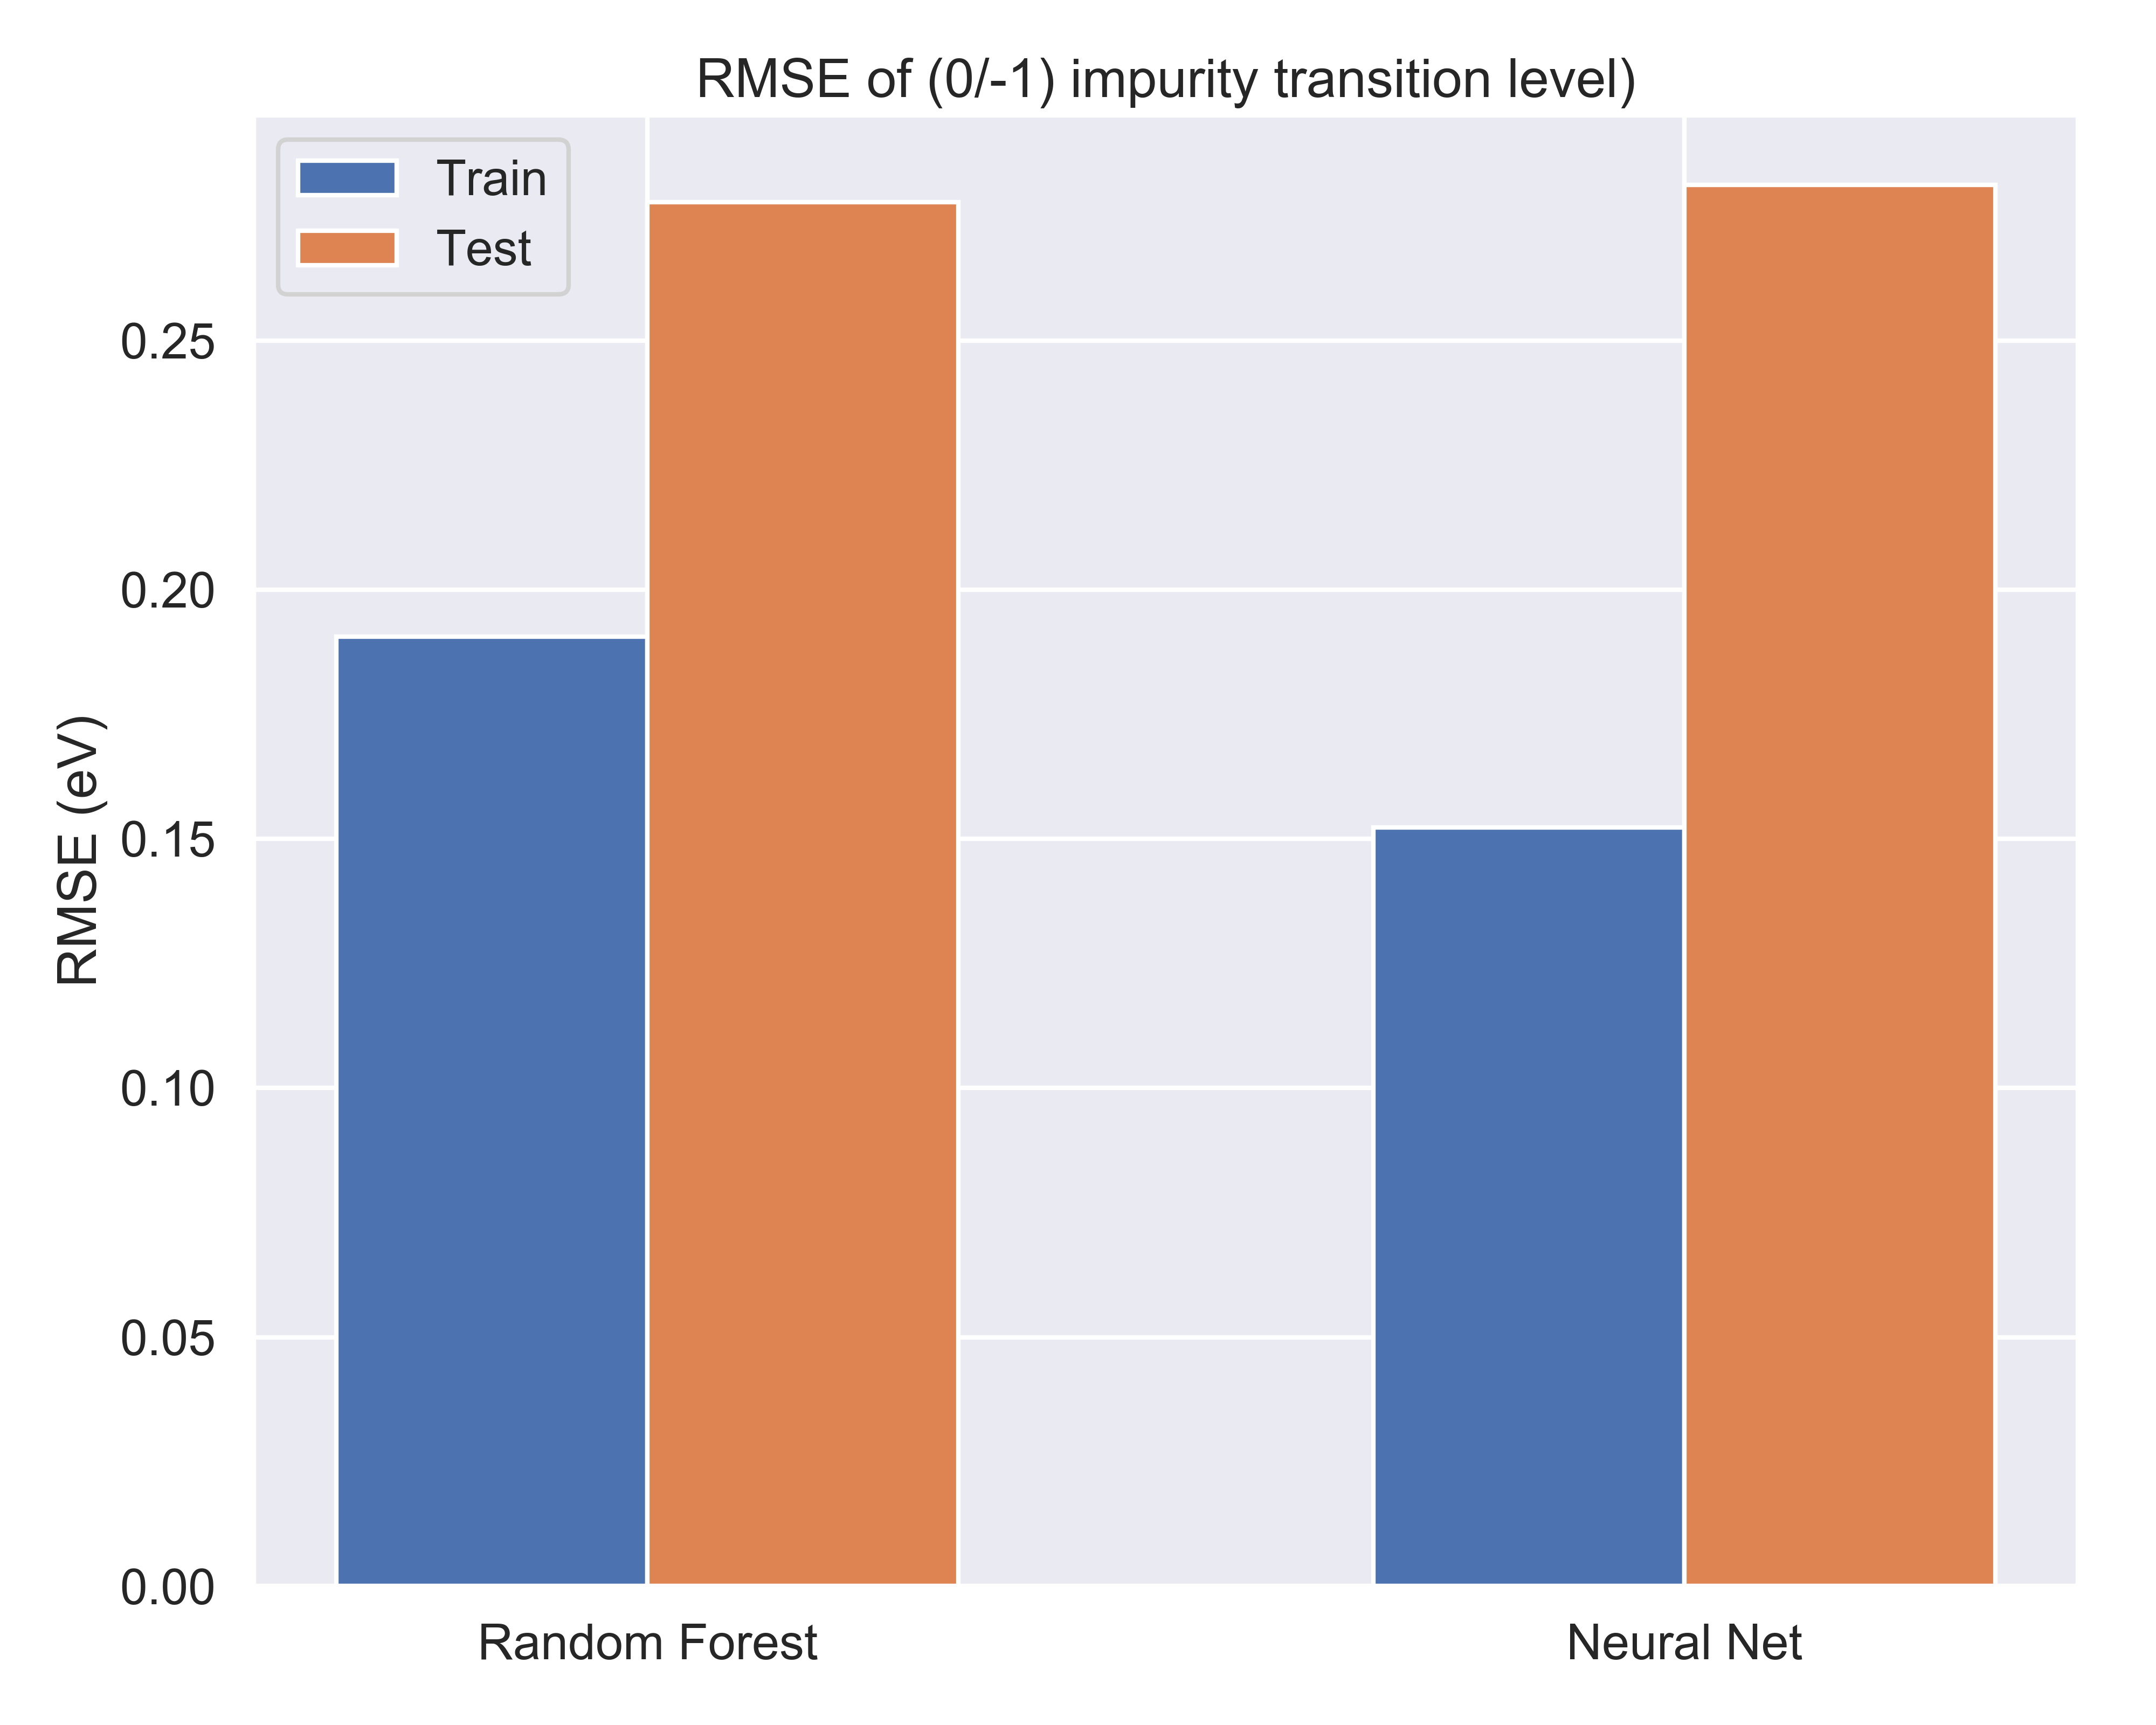 RMSE of (0/-1) impurity transition level)
Train
Test
RMSE (eV)
0.25
0.20
0.15
0.10
0.05
0.00
Random Forest
Neural Net